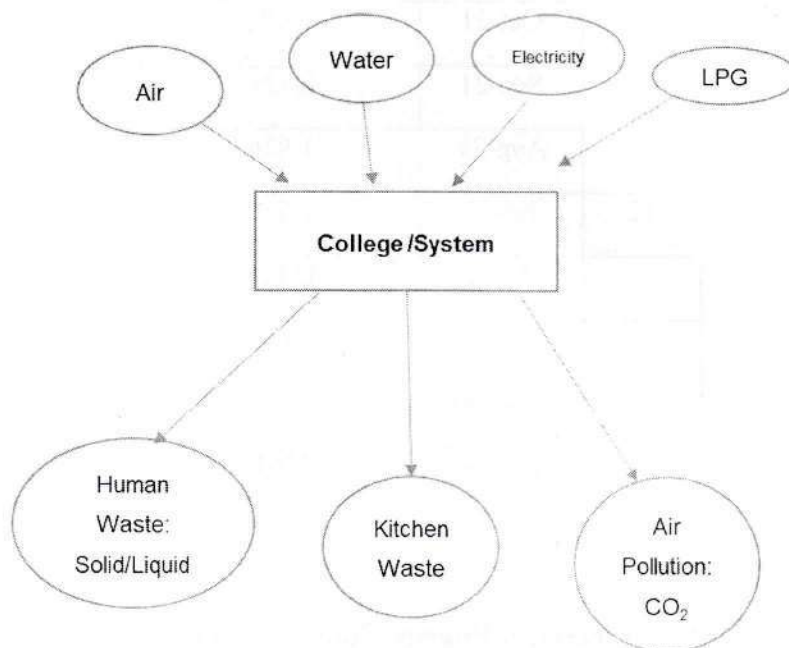 Air
Water
Electricity
LPG
College/System
Human
Waste:
Solid/Liquid
Kitchen
Waste
Air
Pollution:
CO₂